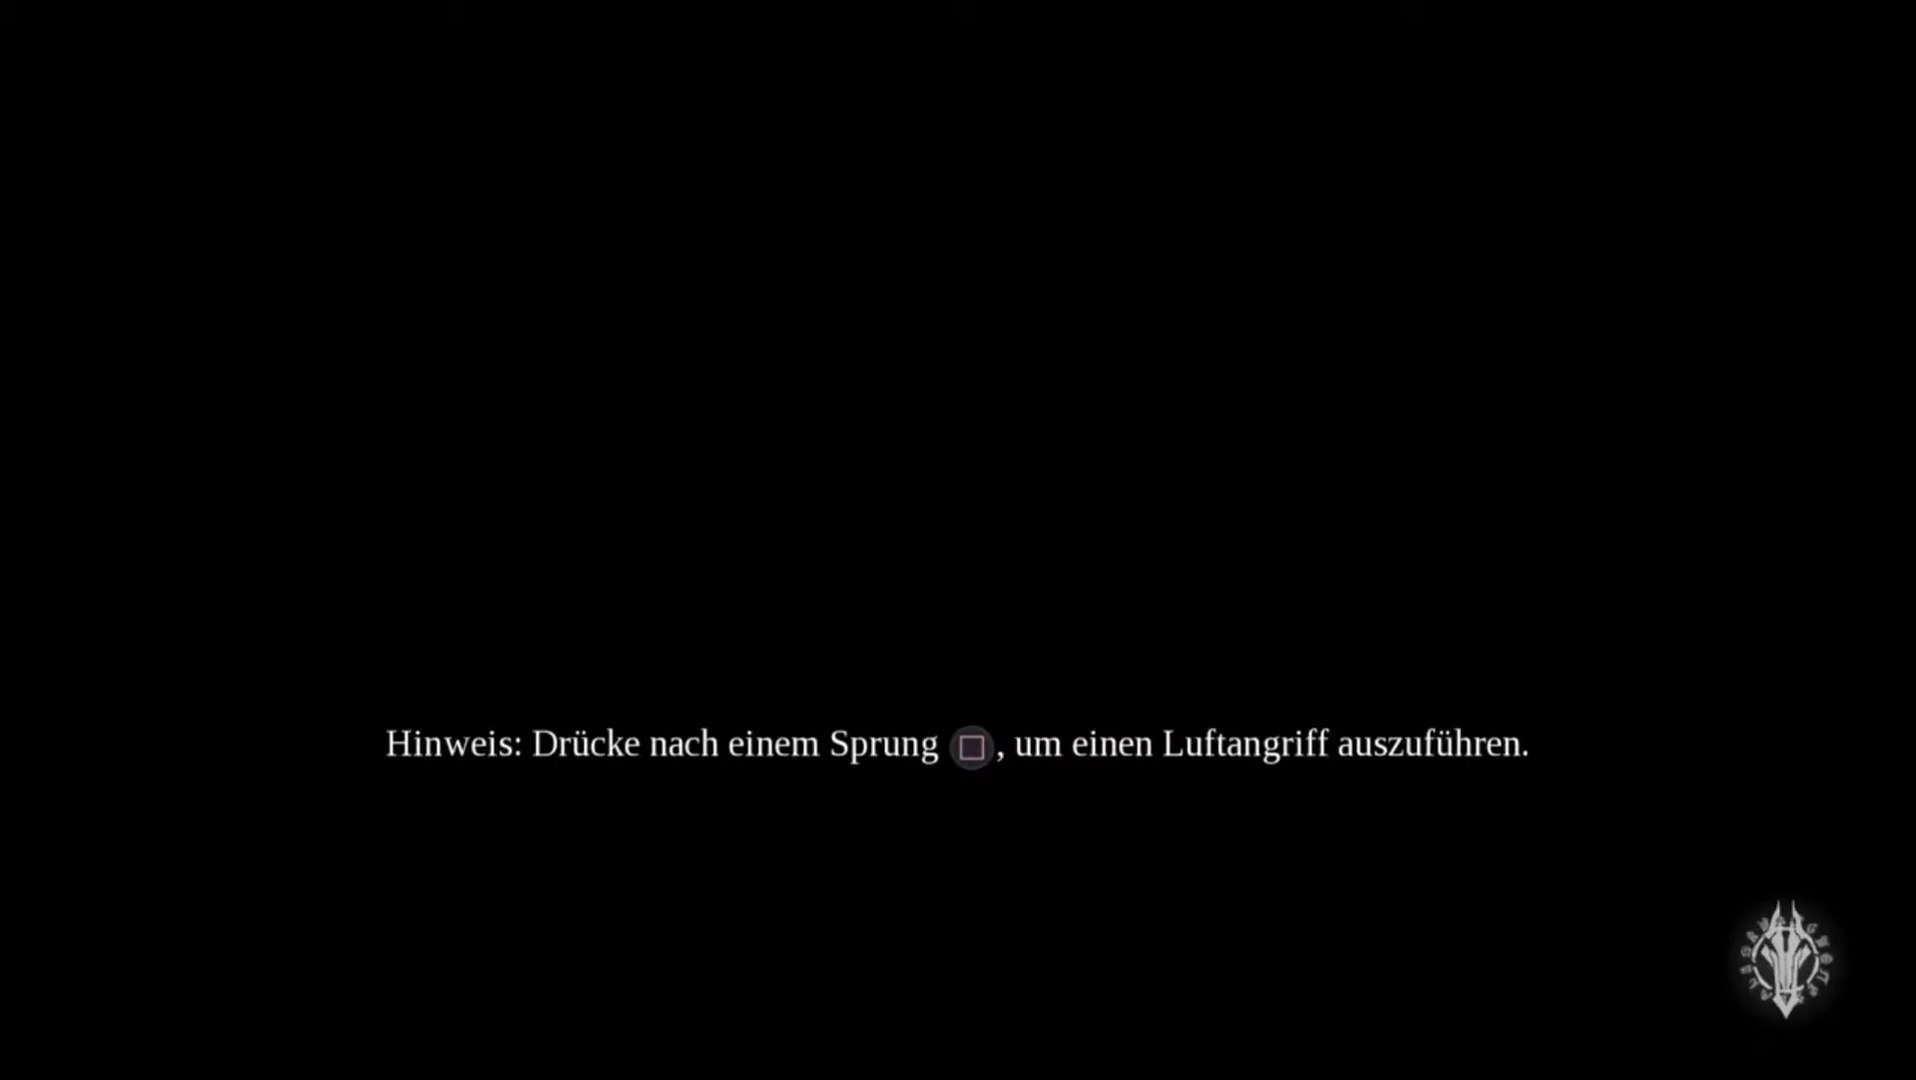 Hinweis: Drücke nach einem Sprung □, um einen Luftangriff auszuführen.